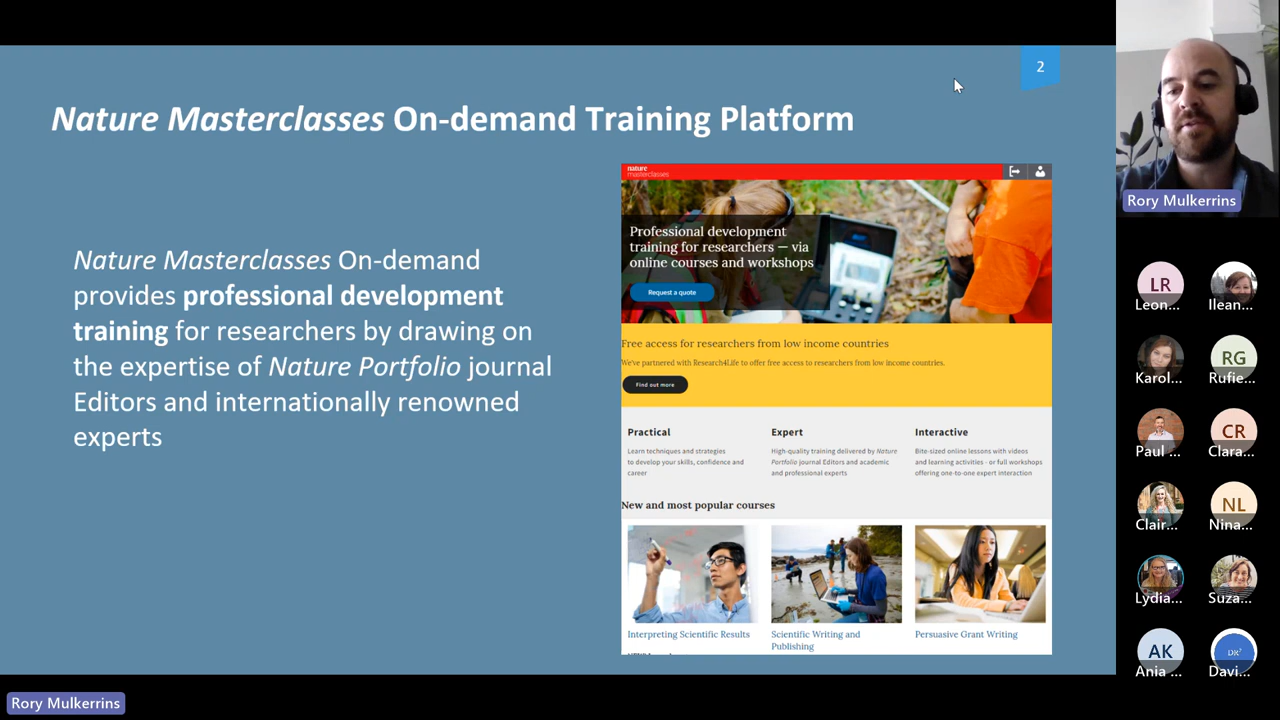 2
Nature Masterclasses On-demand Training Platform
Nature Masterclasses On-demand
provides professional development
training for researchers by drawing on
the expertise of Nature Portfolio journal
Editors and internationally renowned
experts
nature
masterclasses
Professional development
training for researchers — via
online courses and workshops
Request a quote
Free access for researchers from low income countries
We've partnered with Research4Life to offer free access to researchers from low income countries.
Find out more
Practical
Learn techniques and strategies
to develop your skills, confidence and
career
Expert
High-quality training delivered by Nature
Portfolio journal Editors and academic
and professional experts
Interactive
Bite-sized online lessons with videos
and learning activities - or full workshops
offering one-to-one expert interaction
New and most popular courses
Interpreting Scientific Results
Scientific Writing and
Publishing
Persuasive Grant Writing
Rory Mulkerrins
LR
Leon...
Ilean...
Karol...
RG
Rufie...
Paul ...
CR
Clara...
Clair...
NL
Nina...
Lydia...
Suza...
AK
Ania ...
Davi...
Rory Mulkerrins